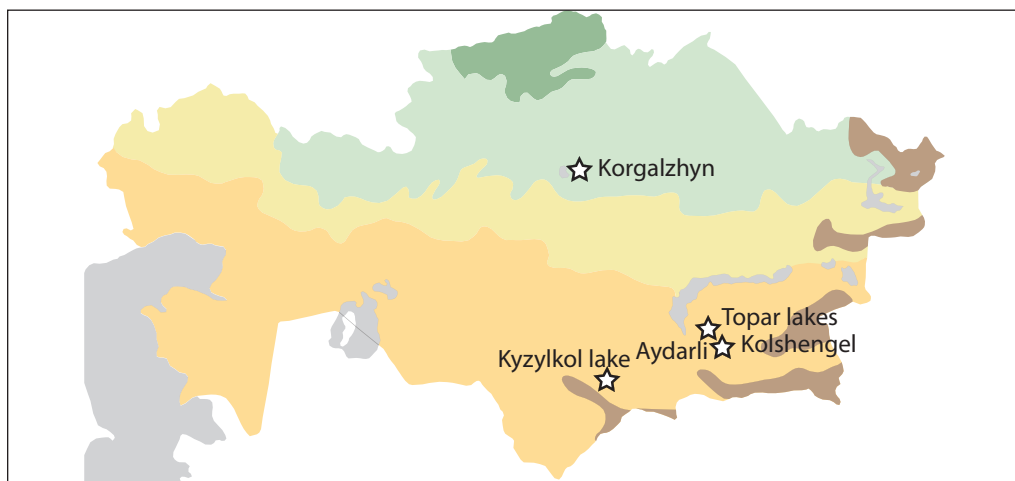 Korgalzhyn
Topar lakes
Aydarli
Kolshengel
Kyzylkol lake